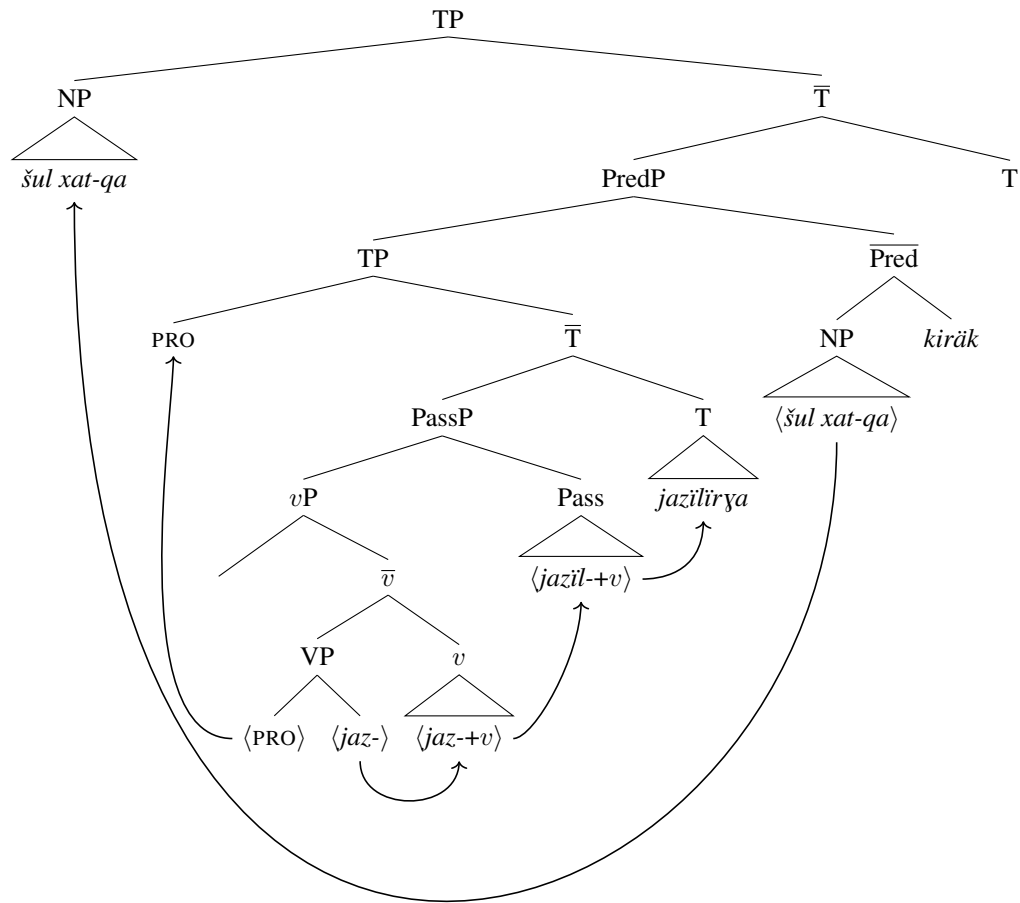 TP
NP T̅
šul xat-qa PredP T
TP P̅r̅e̅d̅
PRO T̅ NP kiräk
PassP T ⟨šul xat-qa⟩
vP Pass jazïlïrɣa
v̅ ⟨jazïl-+v⟩
VP v
⟨PRO⟩ ⟨jaz-⟩ ⟨jaz-+v⟩